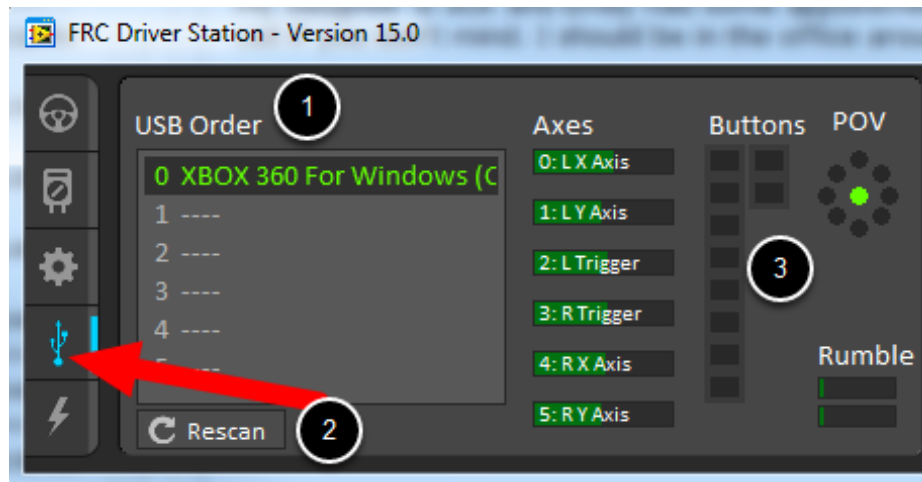 FRC Driver Station - Version 15.0
USB Order
1
0 XBOX 360 For Windows (C
1 ----
2 ----
3 ----
4 ----
----
Rescan
2
Axes
0: L X Axis
1: L Y Axis
2: L Trigger
3: R Trigger
4: R X Axis
5: R Y Axis
Buttons
3
POV
Rumble